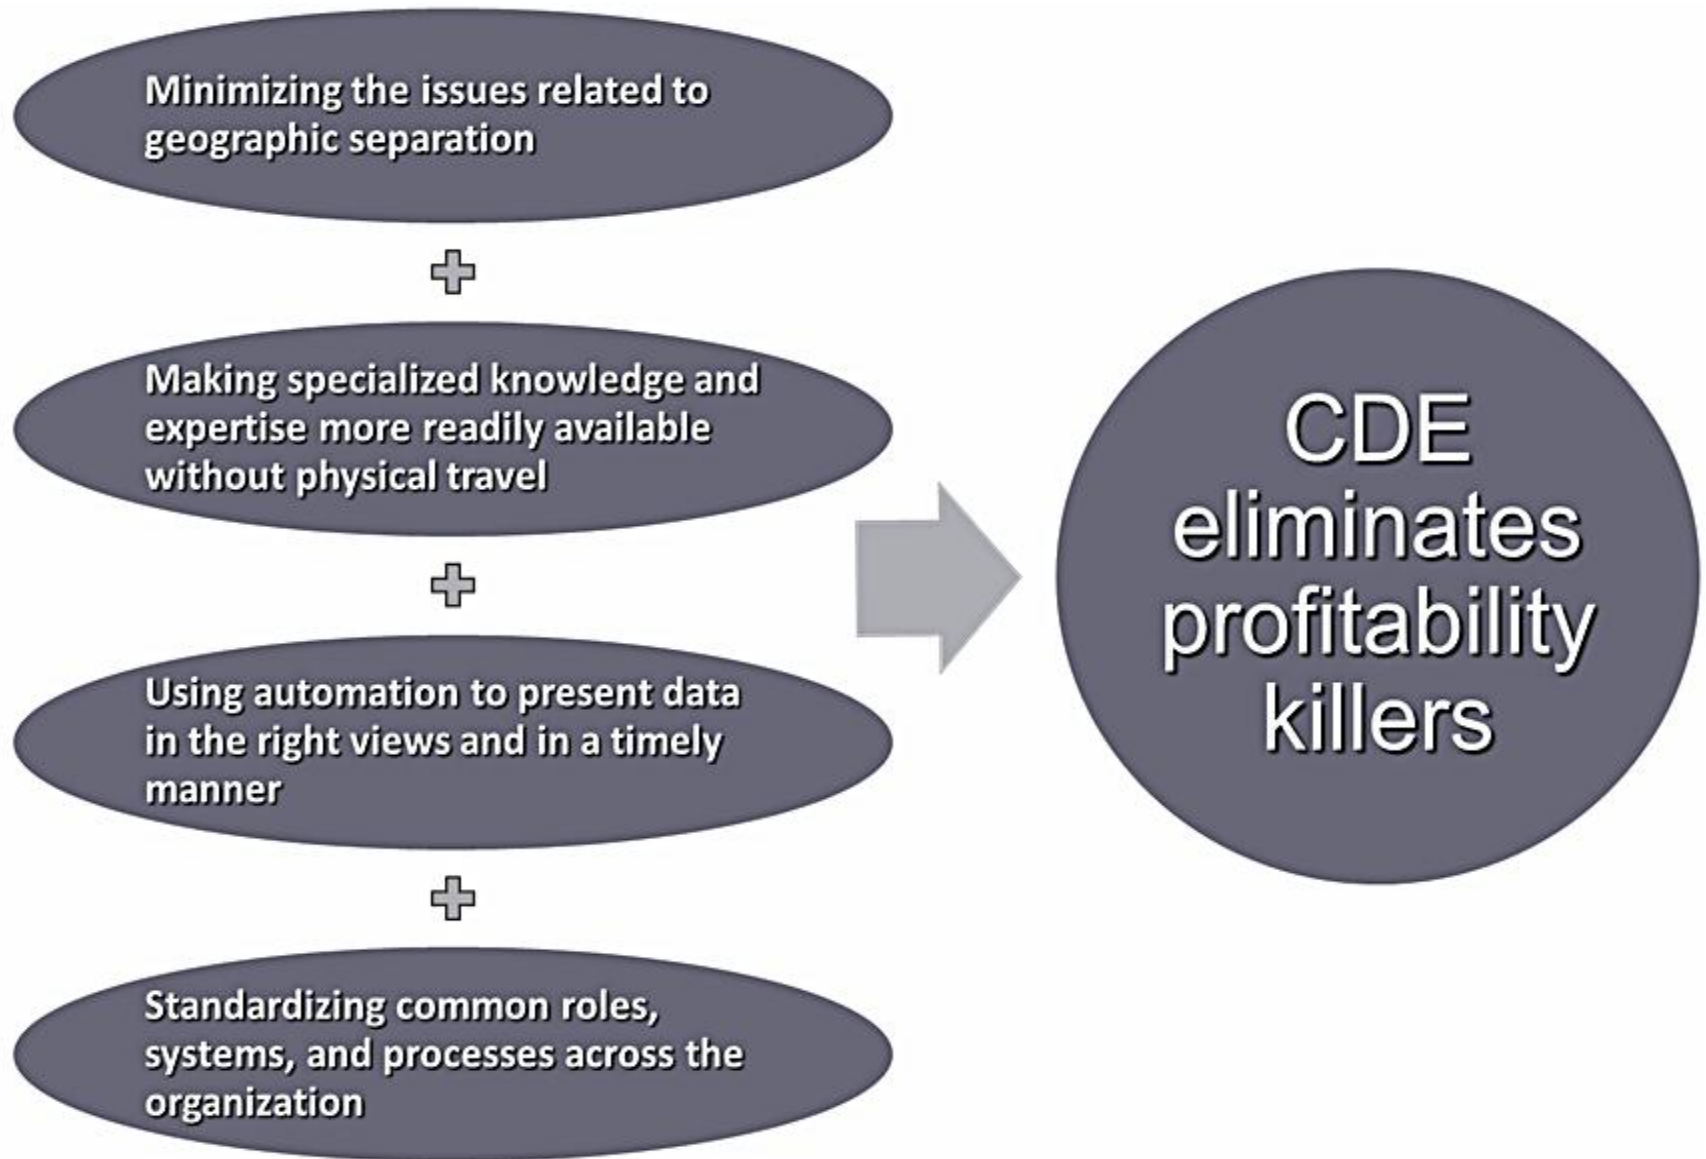 Minimizing the issues related to
geographic separation
Making specialized knowledge and
expertise more readily available
without physical travel
Using automation to present data
in the right views and in a timely
manner
Standardizing common roles,
systems, and processes across the
organization
CDE
eliminates
profitability
killers